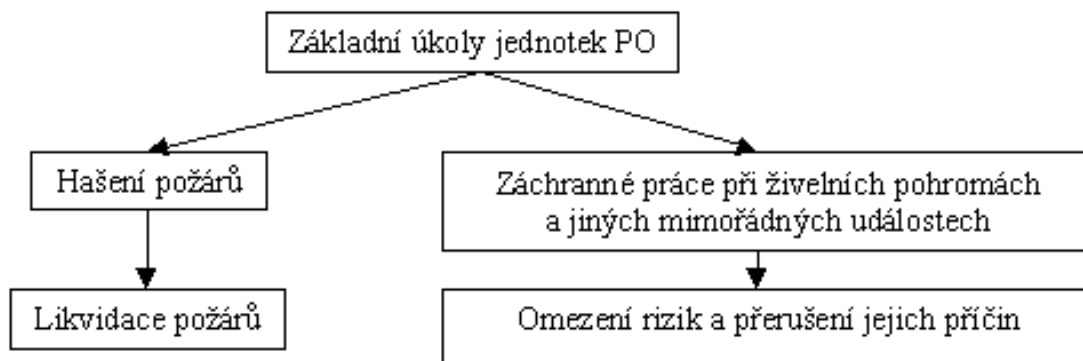 Základní úkoly jednotek PO
Hašení požárů
Záchranné práce při živelních pohromách
a jiných mimořádných událostech
Likvidace požárů
Omezení rizik a přerušení jejich příčin